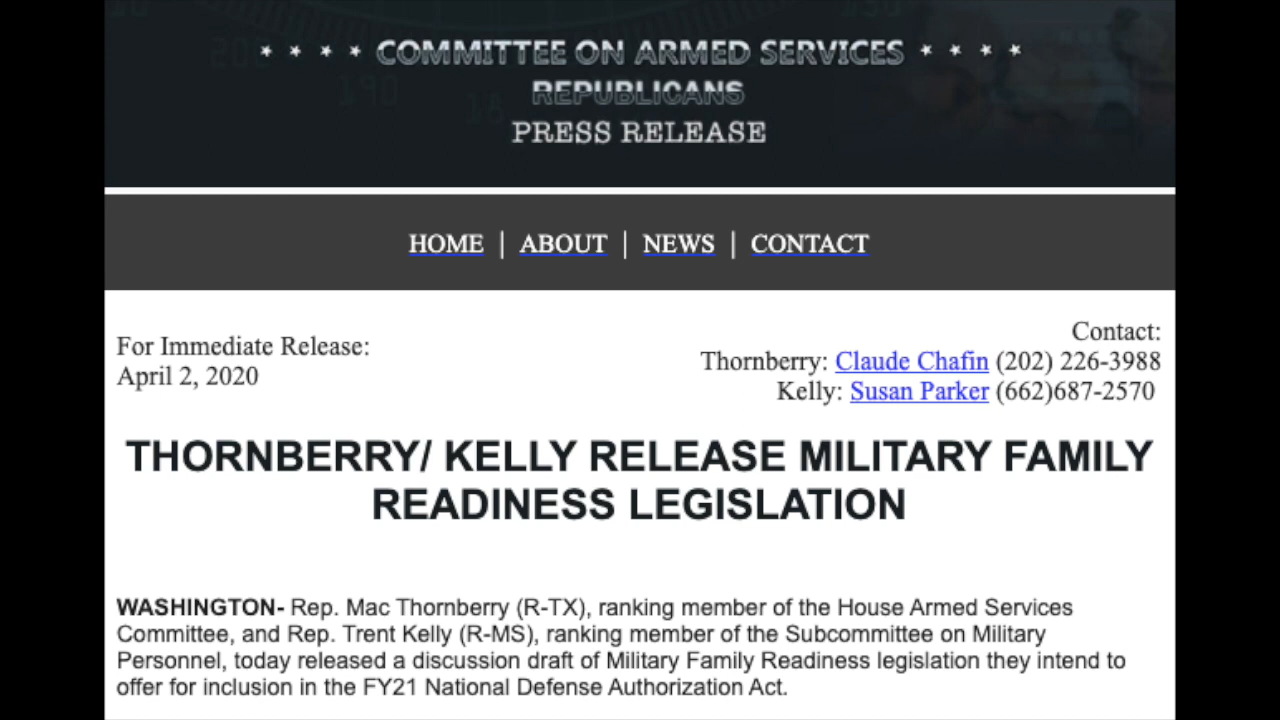 ★ ★ ★ ★ COMMITTEE ON ARMED SERVICES ★ ★ ★ ★
REPUBLICANS
PRESS RELEASE
HOME | ABOUT | NEWS | CONTACT
For Immediate Release:
April 2, 2020
Contact:
Thornberry: Claude Chafin (202) 226-3988
Kelly: Susan Parker (662)687-2570
THORNBERRY/ KELLY RELEASE MILITARY FAMILY
READINESS LEGISLATION
WASHINGTON- Rep. Mac Thornberry (R-TX), ranking member of the House Armed Services
Committee, and Rep. Trent Kelly (R-MS), ranking member of the Subcommittee on Military
Personnel, today released a discussion draft of Military Family Readiness legislation they intend to
offer for inclusion in the FY21 National Defense Authorization Act.